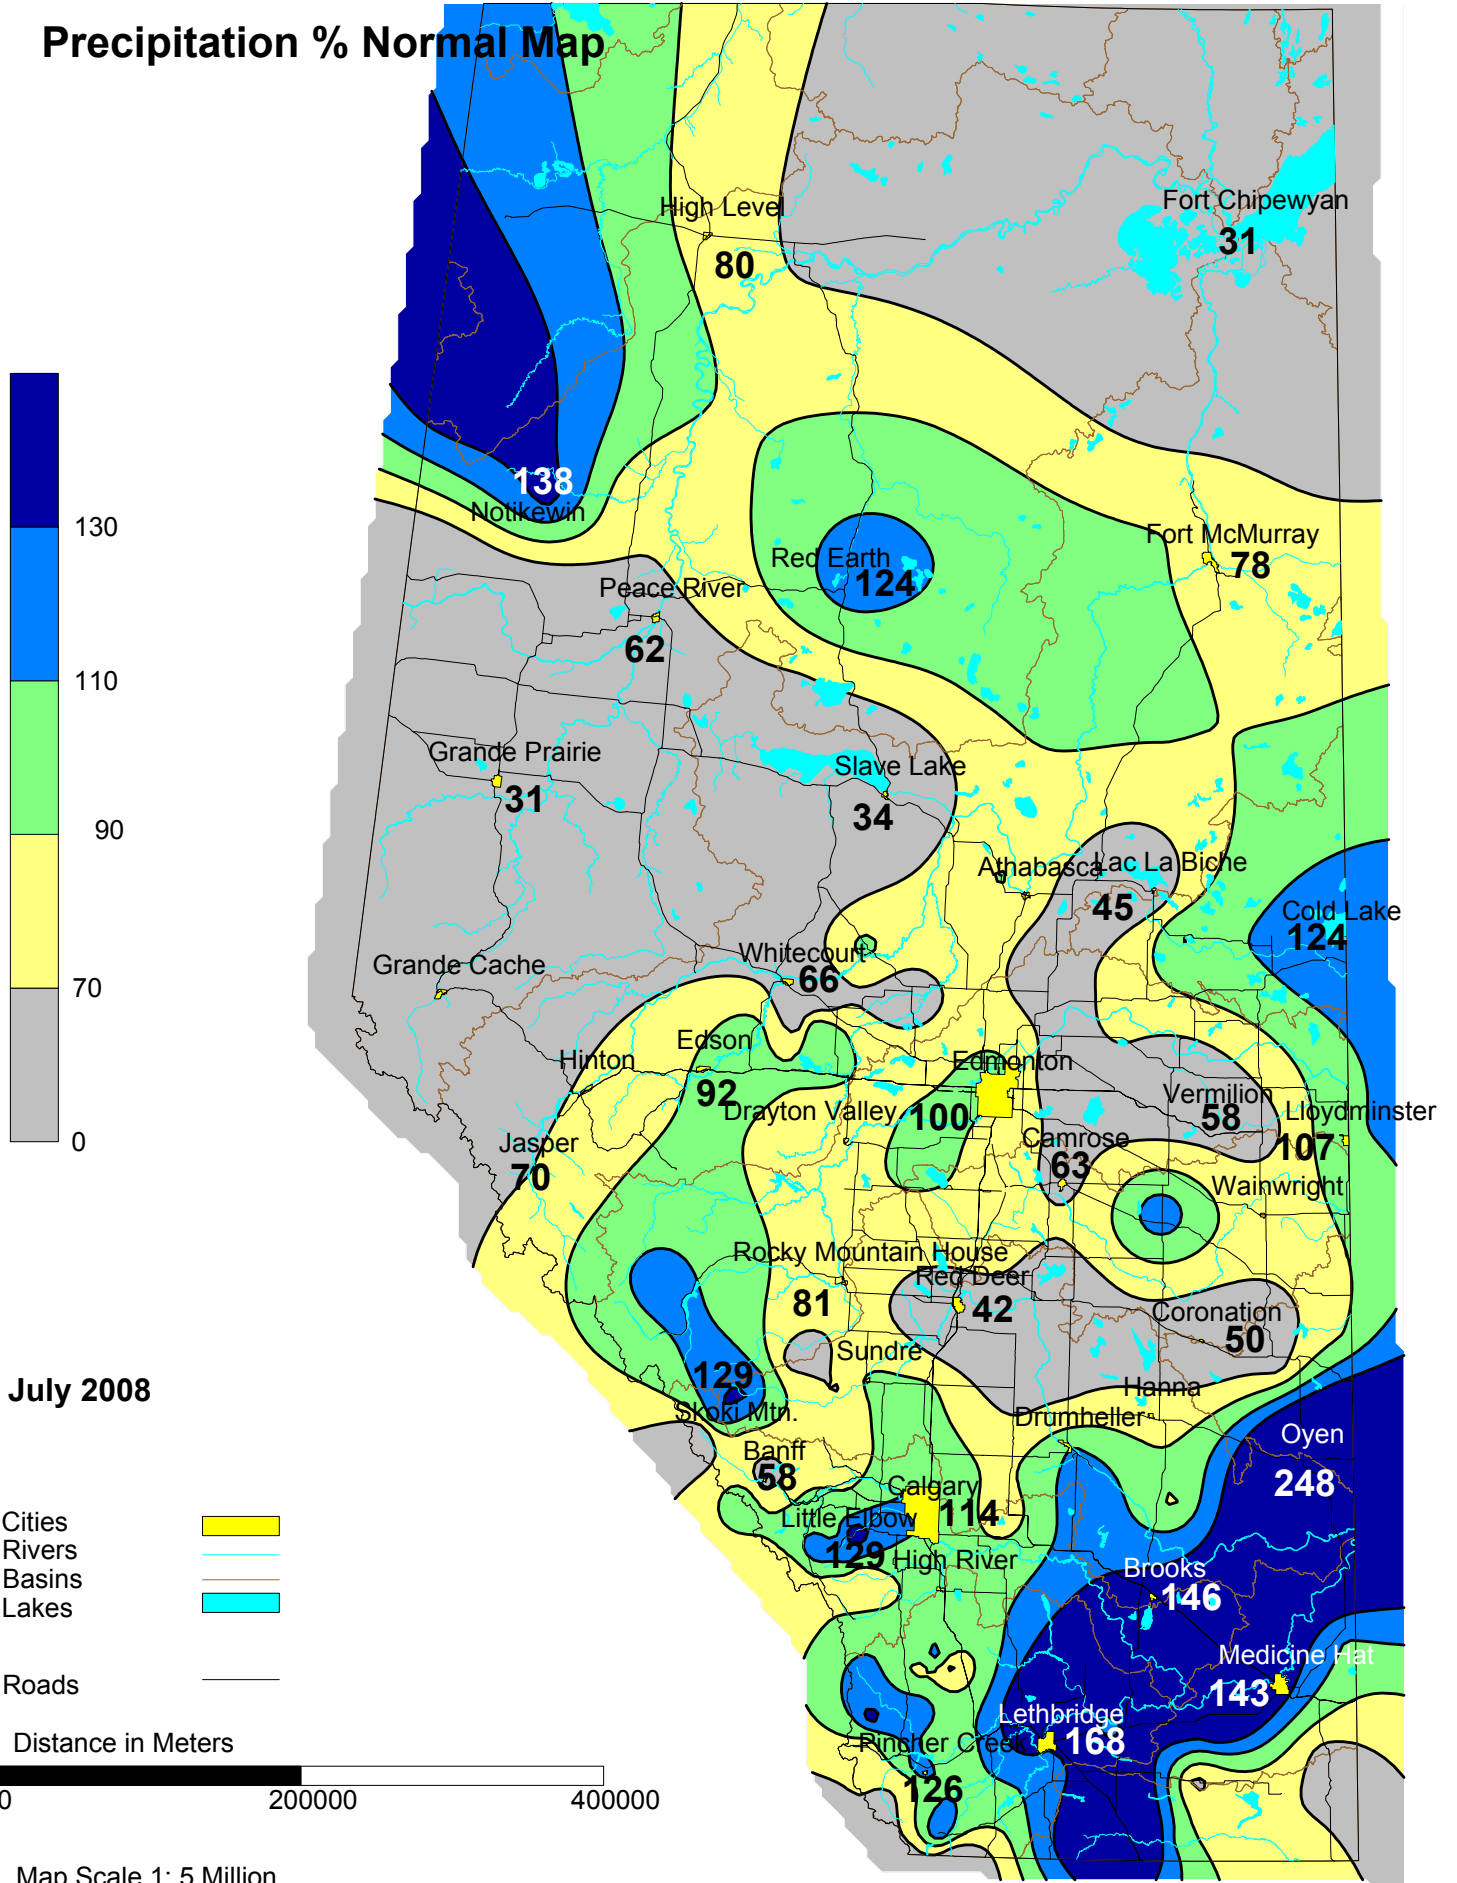 Precipitation % Normal Map
High Level
80
Fort Chipewyan
31
138
Notikewin
130
110
90
70
0
Red Earth
124
Fort McMurray
78
Peace River
62
Grande Prairie
31
Slave Lake
34
Athabasca
Lac La Biche
45
Cold Lake
124
Whitecourt
66
Grande Cache
Edson
92
Hinton
Edmonton
100
Drayton Valley
Vermilion
58
Lloydminster
107
Camrose
63
Jasper
70
Wainwright
Rocky Mountain House
81
Red Deer
42
Coronation
50
Sundre
129
Skoki Mtn.
Hanna
Drumheller
Oyen
248
Banff
58
Calgary
114
Little Elbow
129
High River
Brooks
146
Medicine Hat
143
Lethbridge
168
Pincher Creek
126
July 2008
Cities
Rivers
Basins
Lakes
Roads
Distance in Meters
0 200000 400000
Map Scale 1: 5 Million